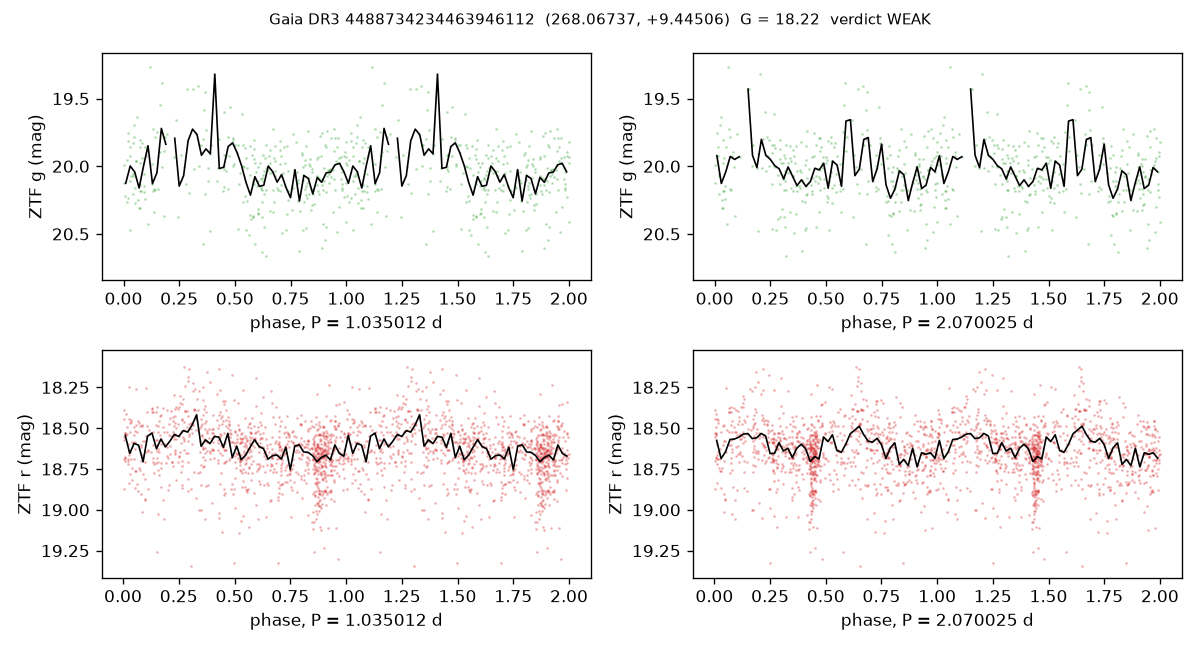 Gaia DR3 4488734234463946112  (268.06737, +9.44506)  G = 18.22  verdict WEAK
ZTF g (mag)
19.5
20.0
20.5
0.00 0.25 0.50 0.75 1.00 1.25 1.50 1.75 2.00
phase, P = 1.035012 d
ZTF g (mag)
19.5
20.0
20.5
0.00 0.25 0.50 0.75 1.00 1.25 1.50 1.75 2.00
phase, P = 2.070025 d
ZTF r (mag)
18.25
18.50
18.75
19.00
19.25
0.00 0.25 0.50 0.75 1.00 1.25 1.50 1.75 2.00
phase, P = 1.035012 d
ZTF r (mag)
18.25
18.50
18.75
19.00
19.25
0.00 0.25 0.50 0.75 1.00 1.25 1.50 1.75 2.00
phase, P = 2.070025 d